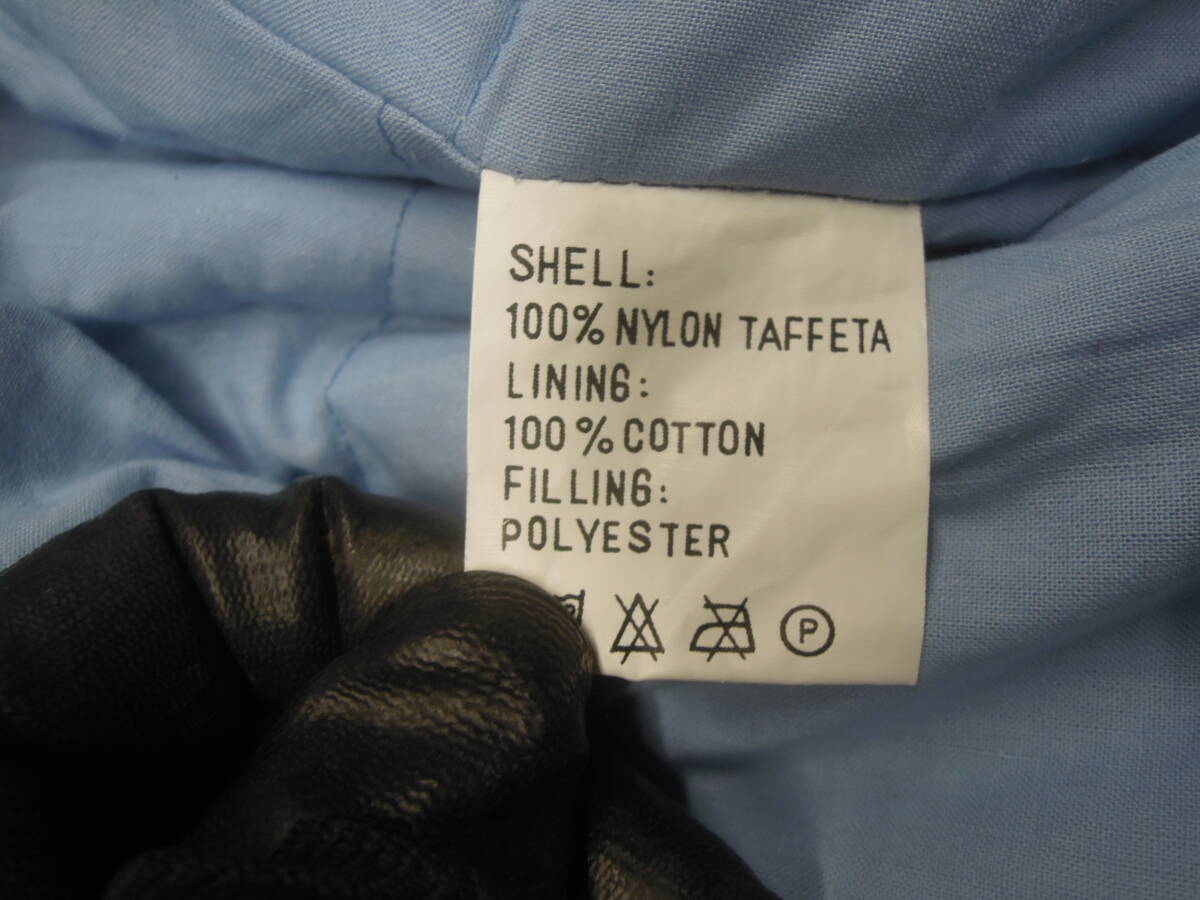 SHELL:
100% NYLON TAFFETA
LINING:
100% COTTON
FILLING:
POLYESTER
P